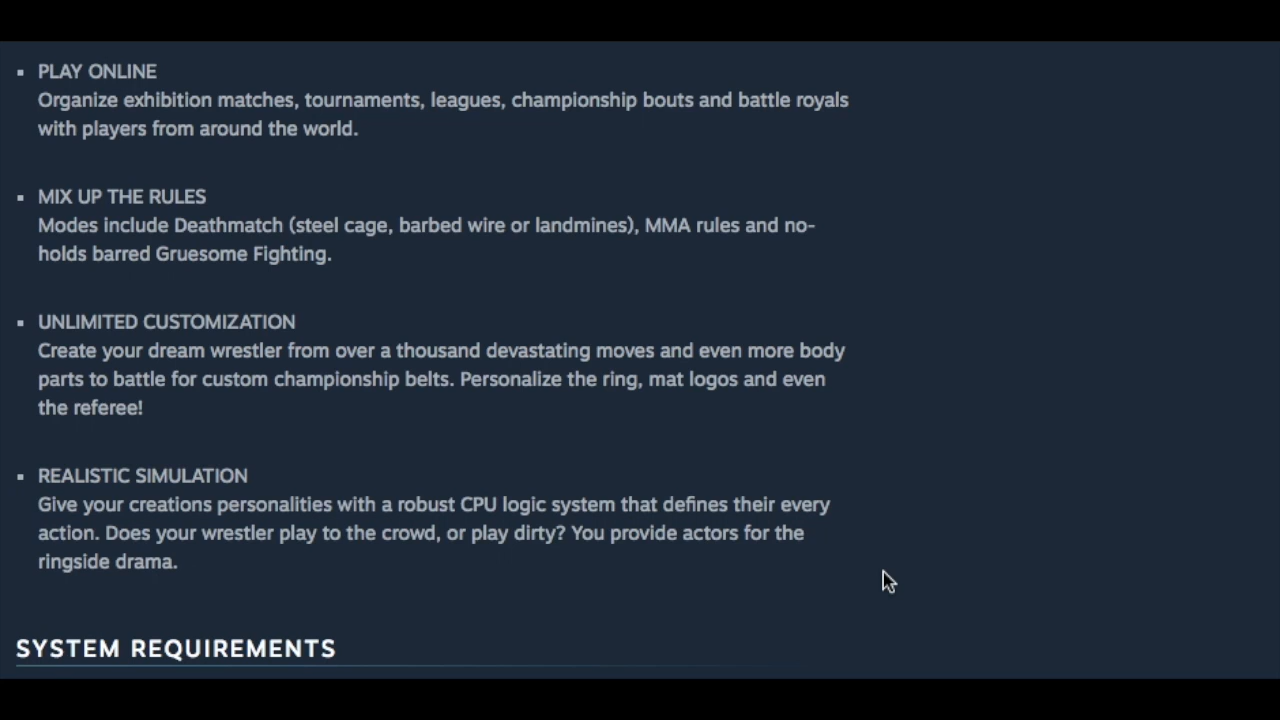 PLAY ONLINE
Organize exhibition matches, tournaments, leagues, championship bouts and battle royals
with players from around the world.
MIX UP THE RULES
Modes include Deathmatch (steel cage, barbed wire or landmines), MMA rules and no-
holds barred Gruesome Fighting.
UNLIMITED CUSTOMIZATION
Create your dream wrestler from over a thousand devastating moves and even more body
parts to battle for custom championship belts. Personalize the ring, mat logos and even
the referee!
REALISTIC SIMULATION
Give your creations personalities with a robust CPU logic system that defines their every
action. Does your wrestler play to the crowd, or play dirty? You provide actors for the
ringside drama.
SYSTEM REQUIREMENTS